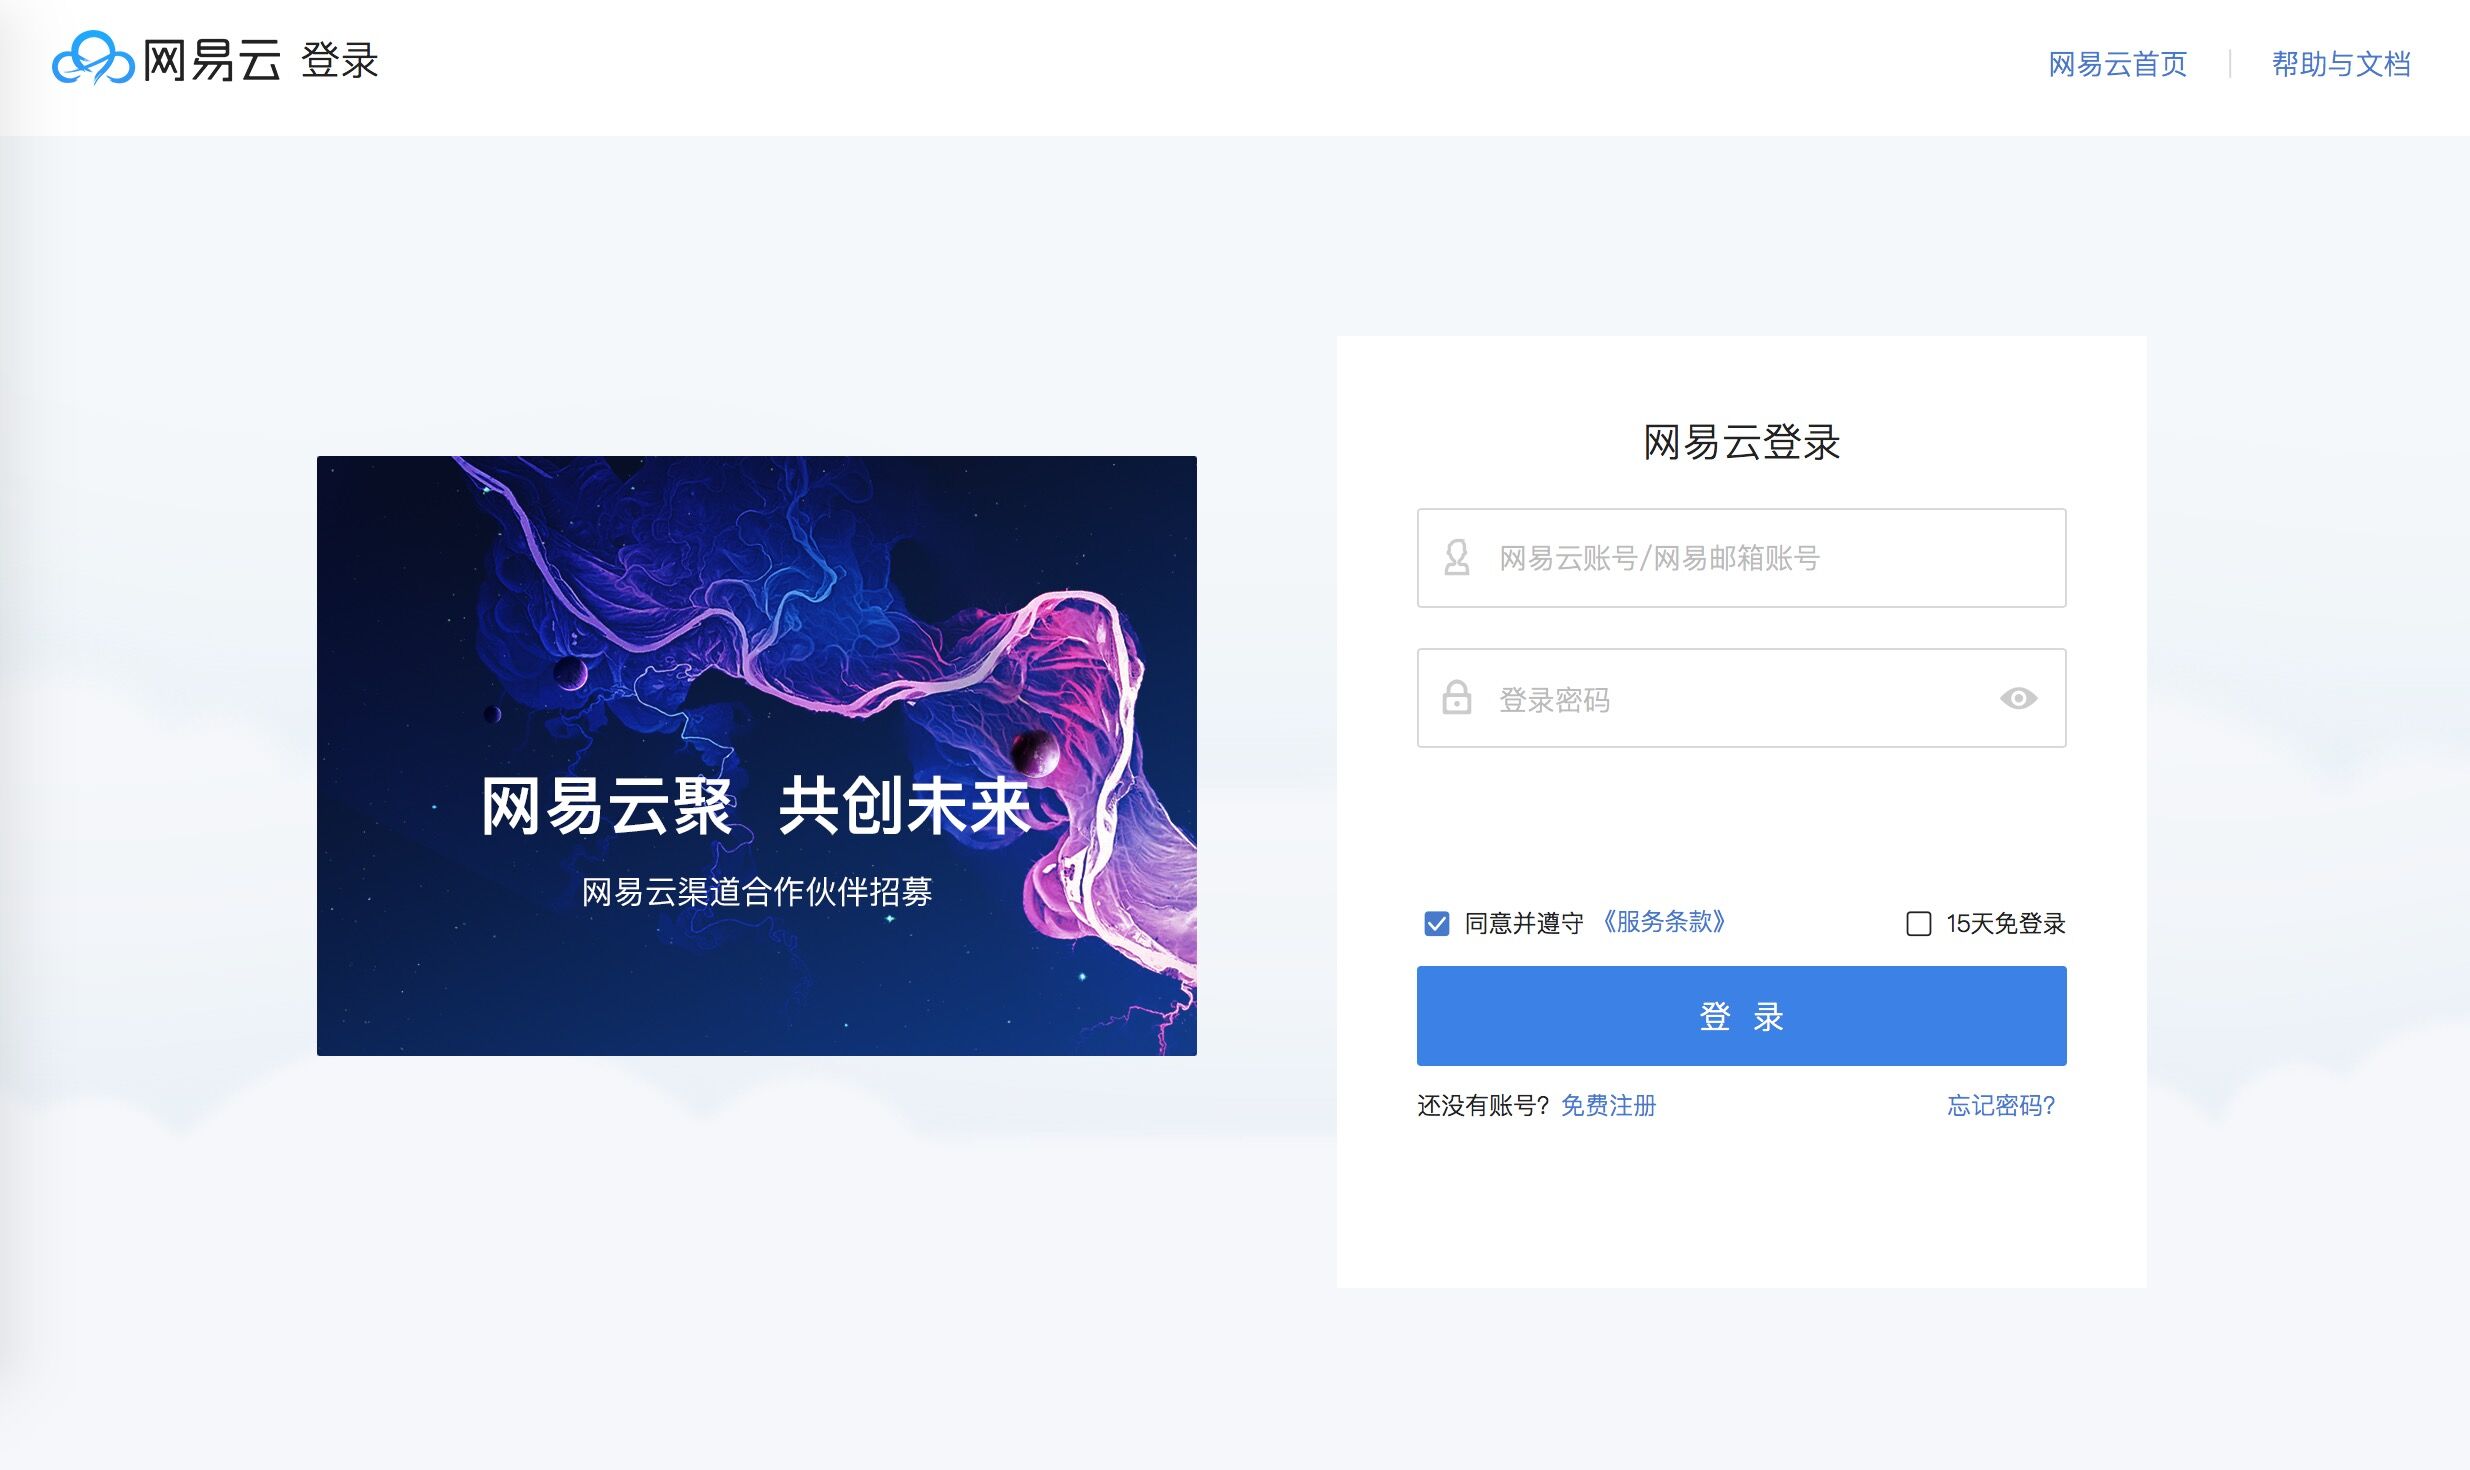 网易云 登录
网易云首页 | 帮助与文档
网易云聚 共创未来
网易云渠道合作伙伴招募
网易云登录
网易云账号/网易邮箱账号
登录密码
同意并遵守 《服务条款》 15天免登录
登 录
还没有账号? 免费注册 忘记密码?